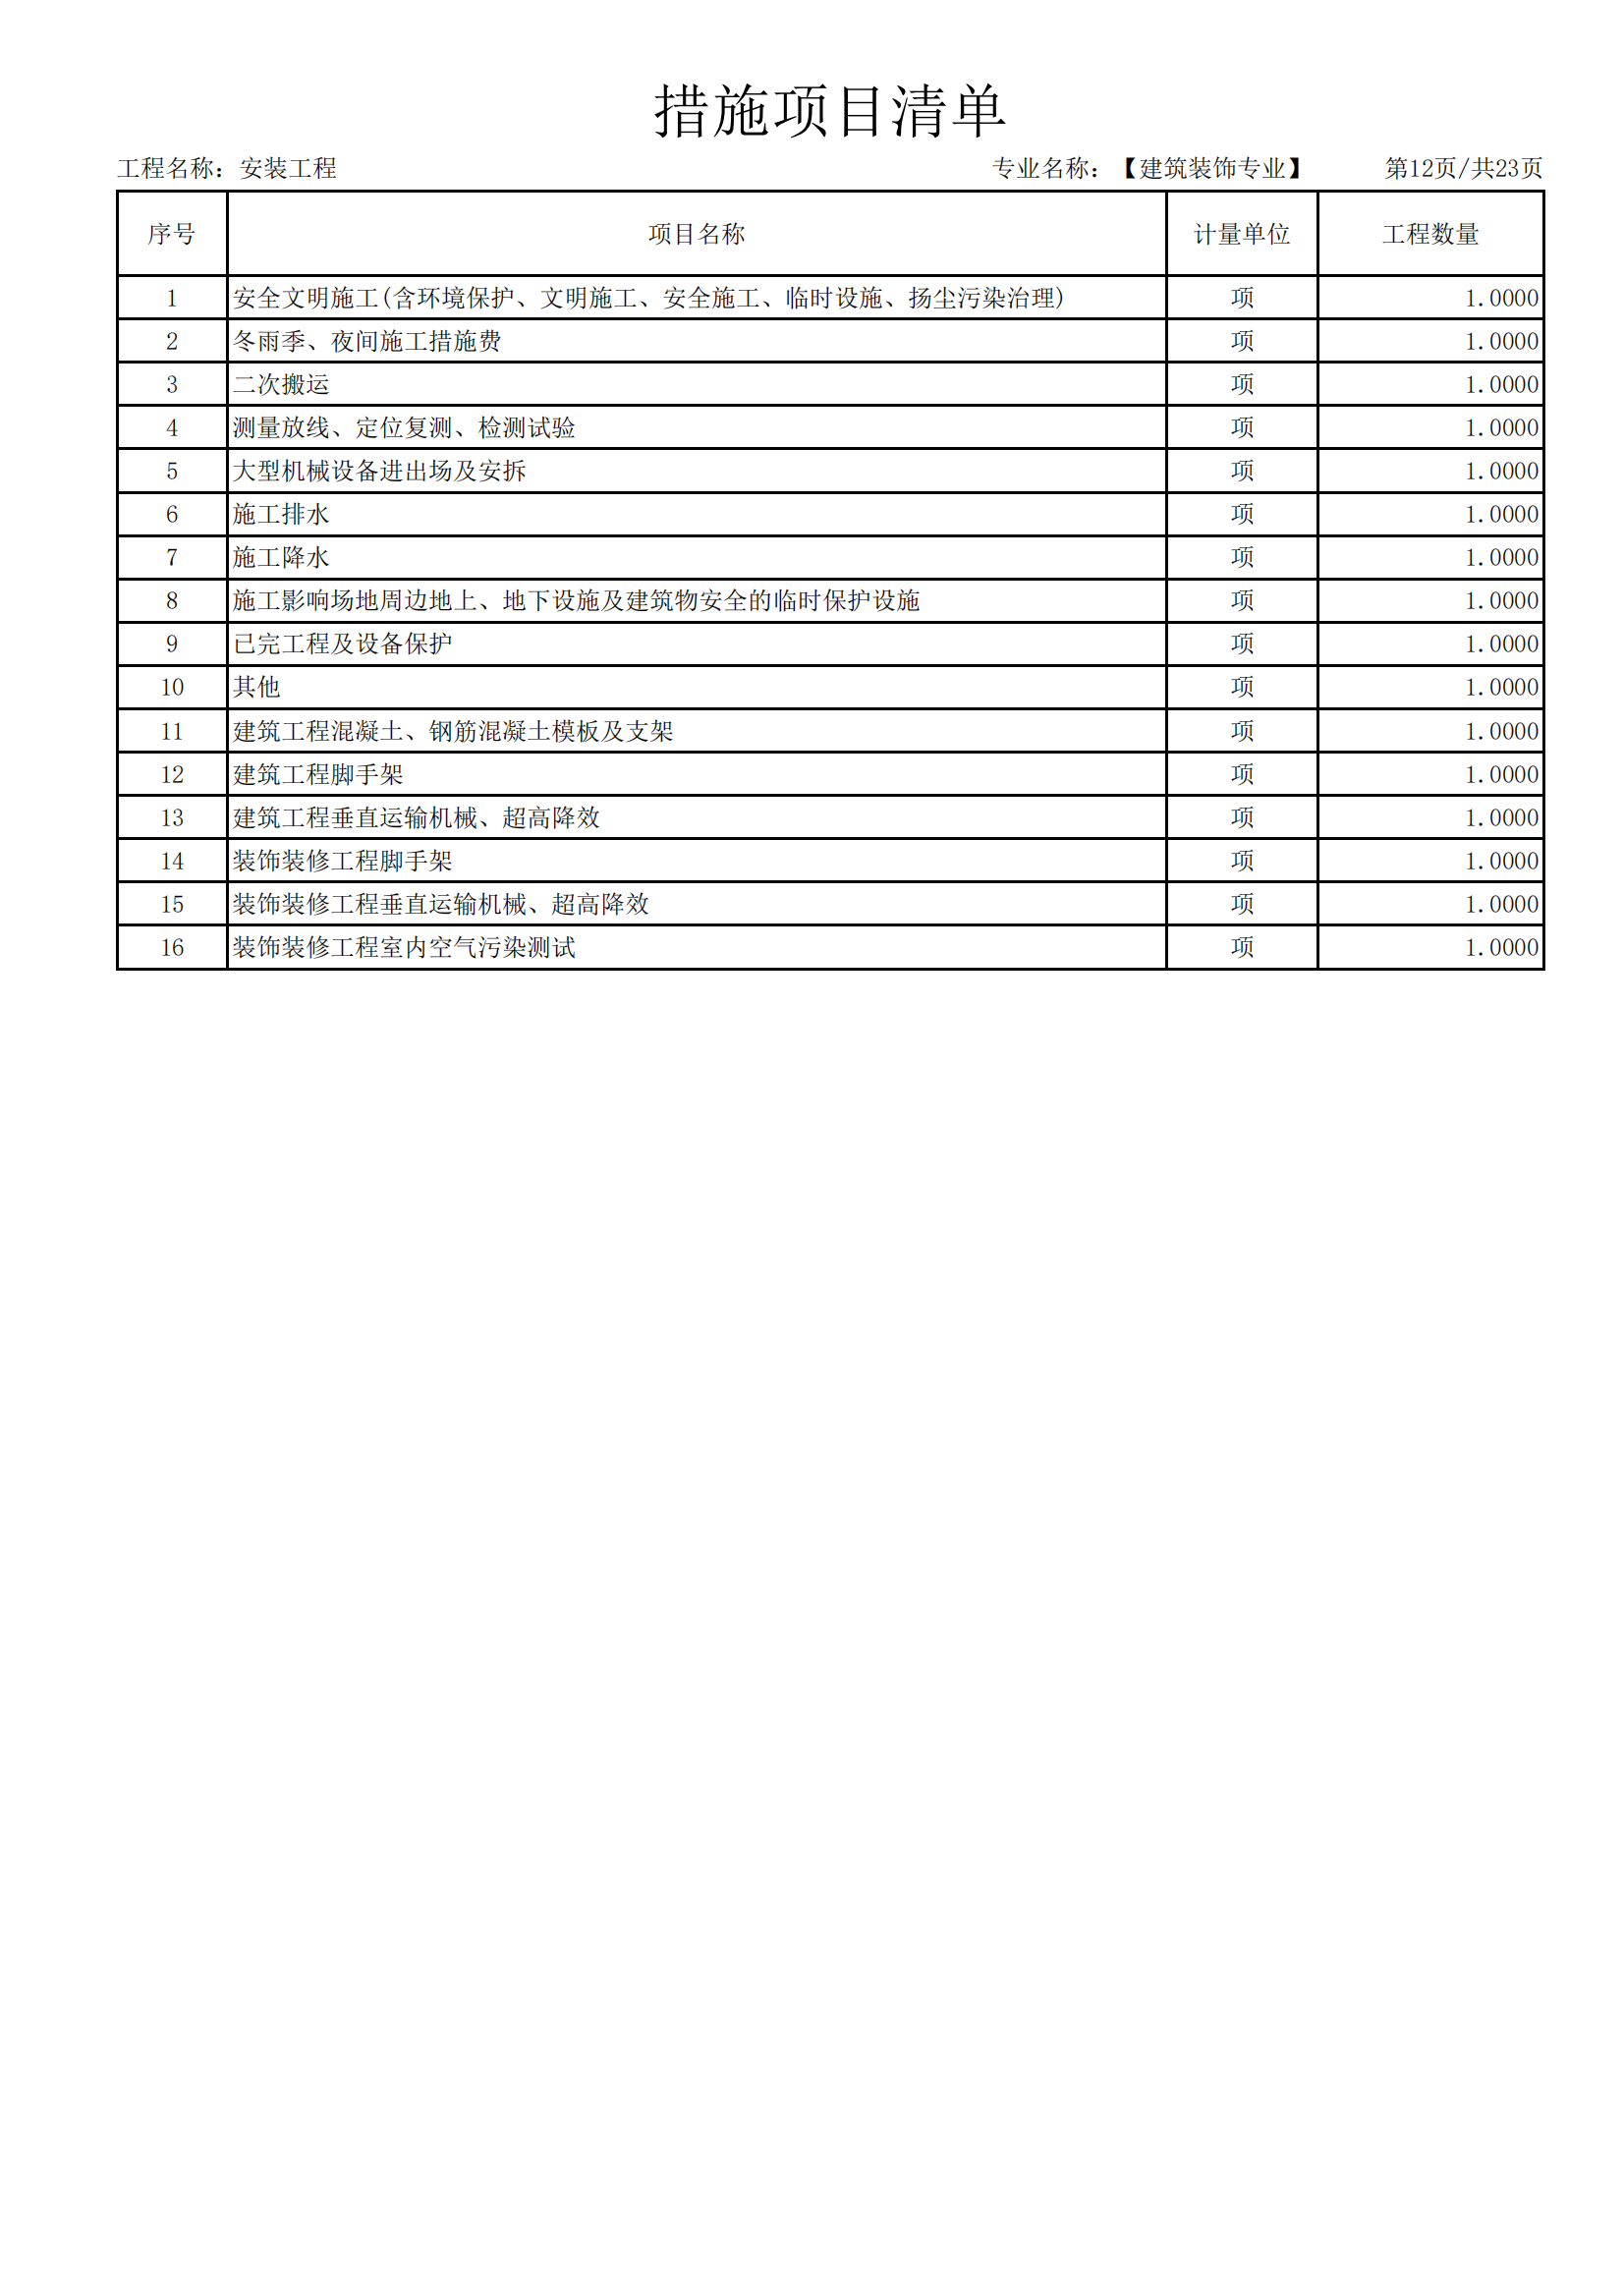 措施项目清单
工程名称：安装工程 专业名称：【建筑装饰专业】 第12页/共23页
序号 项目名称 计量单位 工程数量
1 安全文明施工(含环境保护、文明施工、安全施工、临时设施、扬尘污染治理) 项 1.0000
2 冬雨季、夜间施工措施费 项 1.0000
3 二次搬运 项 1.0000
4 测量放线、定位复测、检测试验 项 1.0000
5 大型机械设备进出场及安拆 项 1.0000
6 施工排水 项 1.0000
7 施工降水 项 1.0000
8 施工影响场地周边地上、地下设施及建筑物安全的临时保护设施 项 1.0000
9 已完工程及设备保护 项 1.0000
10 其他 项 1.0000
11 建筑工程混凝土、钢筋混凝土模板及支架 项 1.0000
12 建筑工程脚手架 项 1.0000
13 建筑工程垂直运输机械、超高降效 项 1.0000
14 装饰装修工程脚手架 项 1.0000
15 装饰装修工程垂直运输机械、超高降效 项 1.0000
16 装饰装修工程室内空气污染测试 项 1.0000